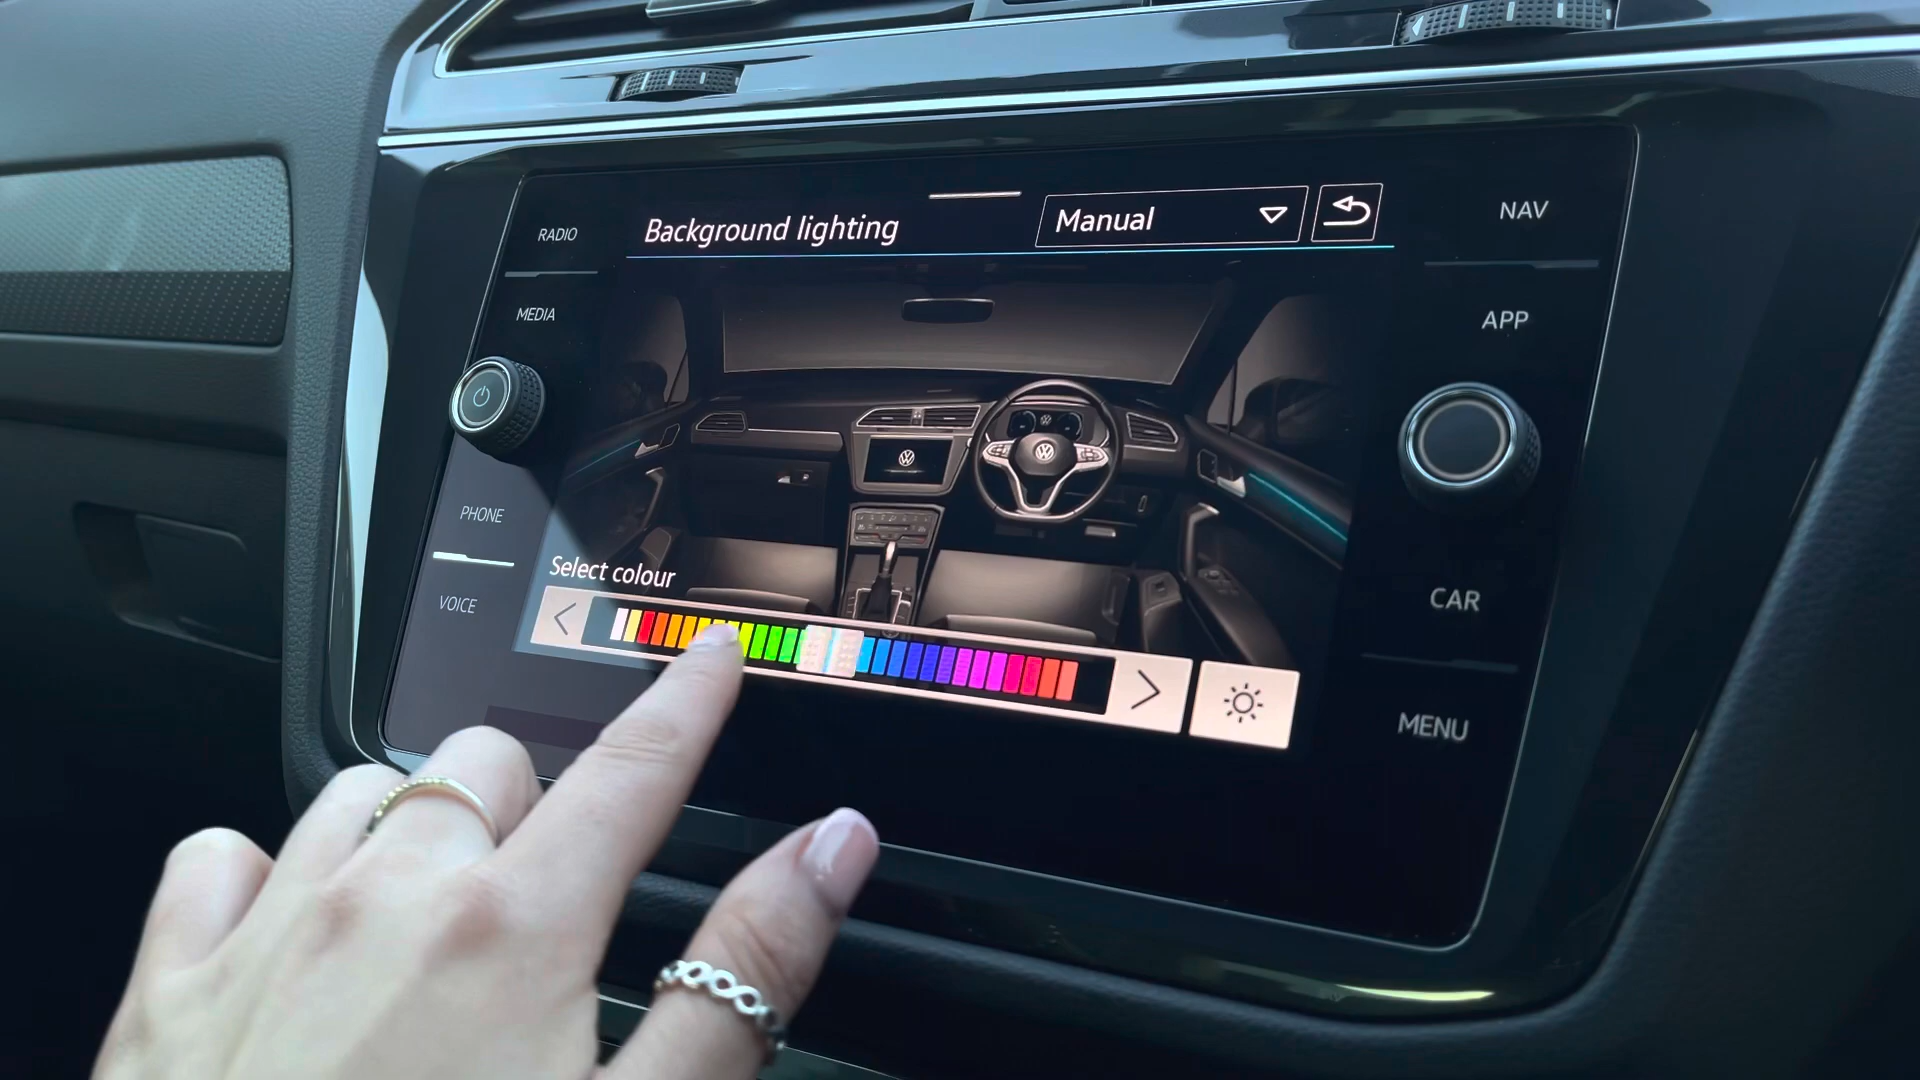 RADIO
MEDIA
PHONE
VOICE
Background lighting
Manual
Select colour
NAV
APP
CAR
MENU